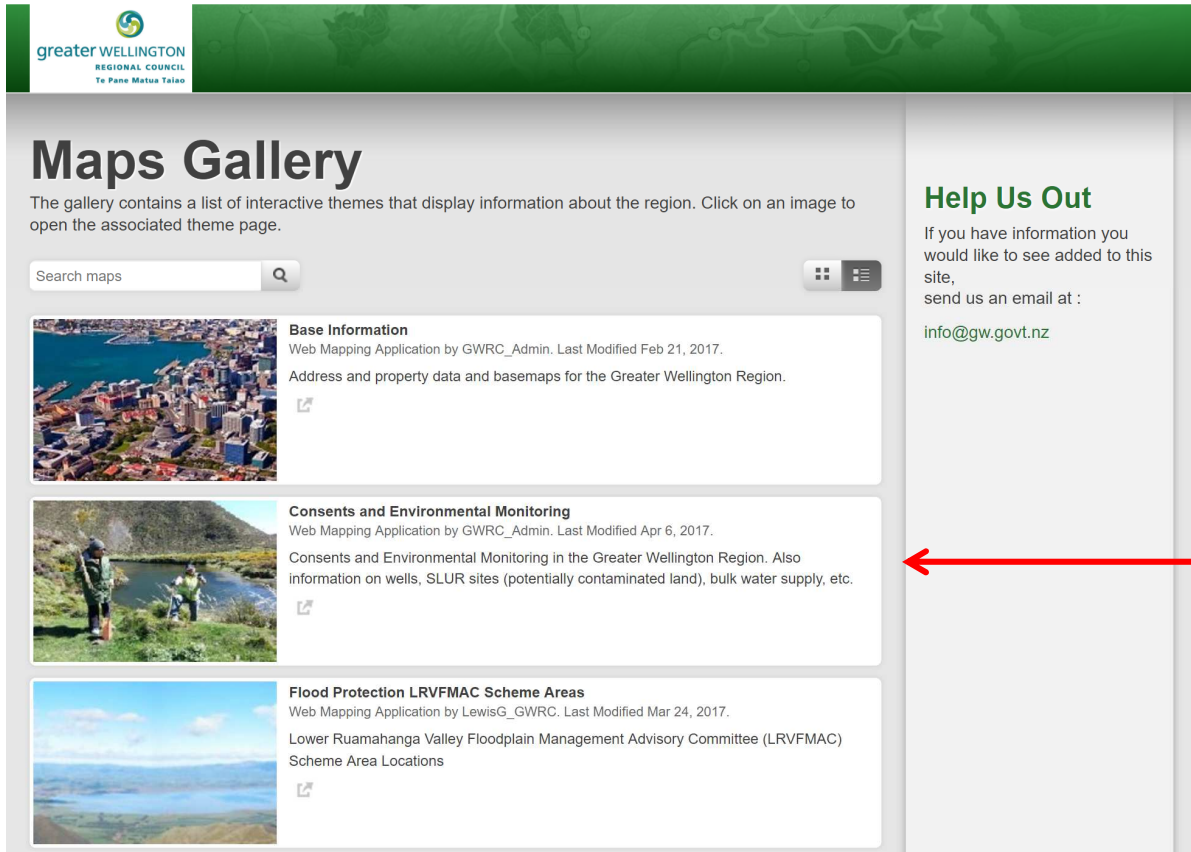 greater WELLINGTON
REGIONAL COUNCIL
Te Pane Matua Taiao
Maps Gallery
The gallery contains a list of interactive themes that display information about the region. Click on an image to
open the associated theme page.
Search maps
Base Information
Web Mapping Application by GWRC_Admin. Last Modified Feb 21, 2017.
Address and property data and basemaps for the Greater Wellington Region.
Consents and Environmental Monitoring
Web Mapping Application by GWRC_Admin. Last Modified Apr 6, 2017.
Consents and Environmental Monitoring in the Greater Wellington Region. Also
information on wells, SLUR sites (potentially contaminated land), bulk water supply, etc.
Flood Protection LRVFMAC Scheme Areas
Web Mapping Application by LewisG_GWRC. Last Modified Mar 24, 2017.
Lower Ruamahanga Valley Floodplain Management Advisory Committee (LRVFMAC)
Scheme Area Locations
Help Us Out
If you have information you
would like to see added to this
site,
send us an email at :
info@gw.govt.nz